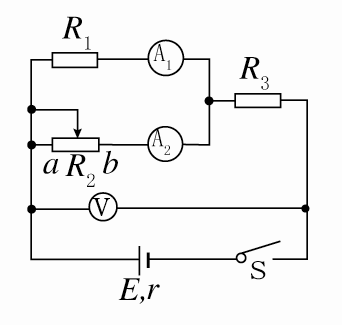 R₁ A₁
R₃
a R₂ b A₂
V
E,r S